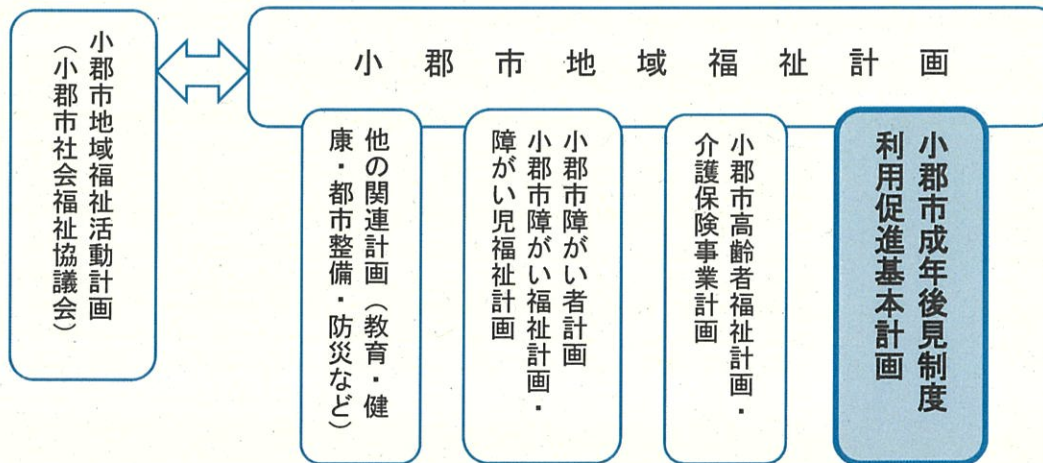 小郡市地域福祉計画
小郡市成年後見制度
利用促進基本計画
小郡市高齢者福祉計画・
介護保険事業計画
小郡市障がい者計画
小郡市障がい福祉計画・
障がい児福祉計画
他の関連計画（教育・健
康・都市整備・防災など）
小郡市地域福祉活動計画
（小郡市社会福祉協議会）